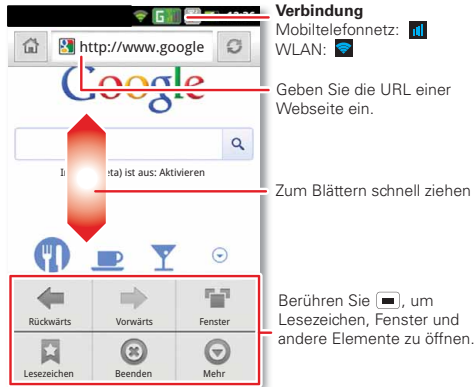 Verbindung
Mobiltelefonnetz:
WLAN:
http://www.google
Geben Sie die URL einer
Webseite ein.
Google
eta) ist aus: Aktivieren
Zum Blättern schnell ziehen
Rückwärts
Vorwärts
Fenster
Lesezeichen
Beenden
Mehr
Berühren Sie , um
Lesezeichen, Fenster und
andere Elemente zu öffnen.